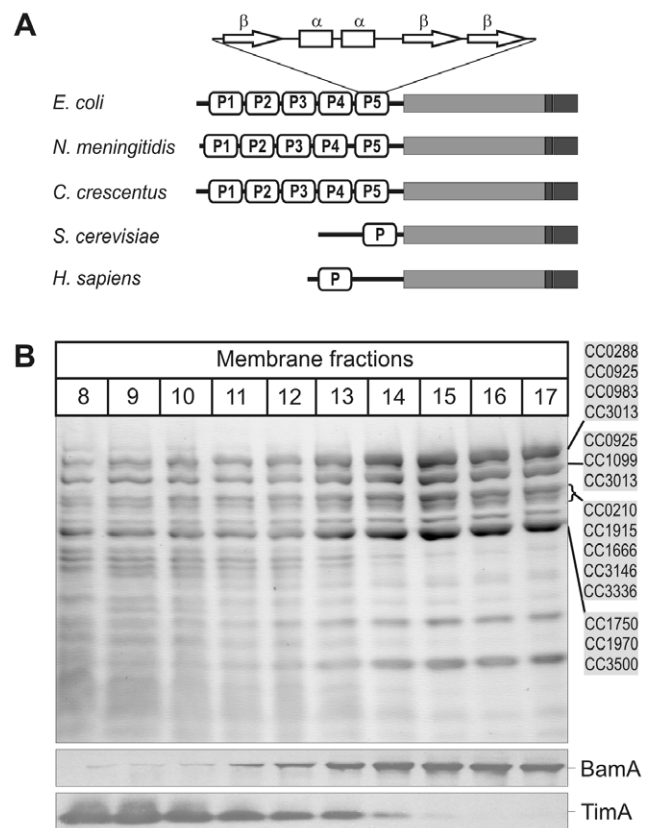 A
β α α β β
E. coli P1 P2 P3 P4 P5
N. meningitidis P1 P2 P3 P4 P5
C. crescentus P1 P2 P3 P4 P5
S. cerevisiae P
H. sapiens P
B
Membrane fractions
8 9 10 11 12 13 14 15 16 17
CC0288
CC0925
CC0983
CC3013
CC0925
CC1099
CC3013
CC0210
CC1915
CC1666
CC3146
CC3336
CC1750
CC1970
CC3500
BamA
TimA